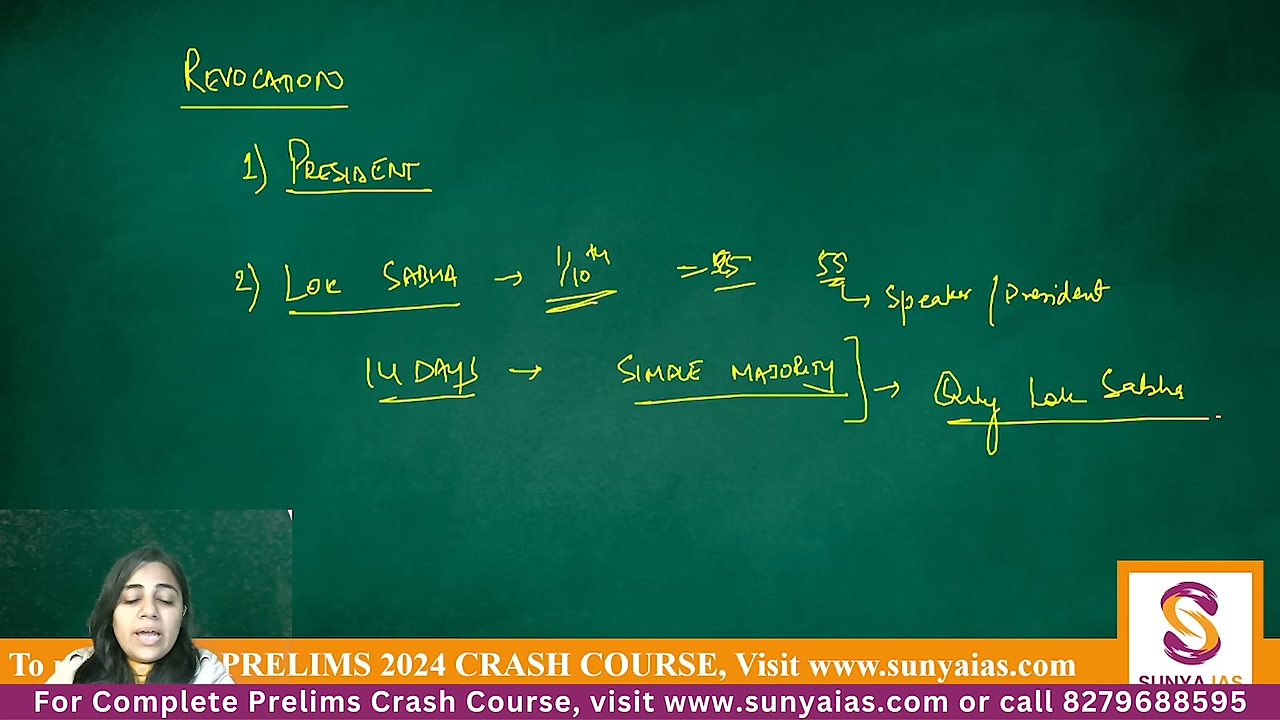 REVOCATION
1) PRESIDENT
2) LOK SABHA → 1/10th = 55
↳ Speaker / President
14 DAYS → SIMPLE MAJORITY ] → Only Lok Sabha
To PRELIMS 2024 CRASH COURSE, Visit www.sunyaias.com
SUNYA IAS
For Complete Prelims Crash Course, visit www.sunyaias.com or call 8279688595